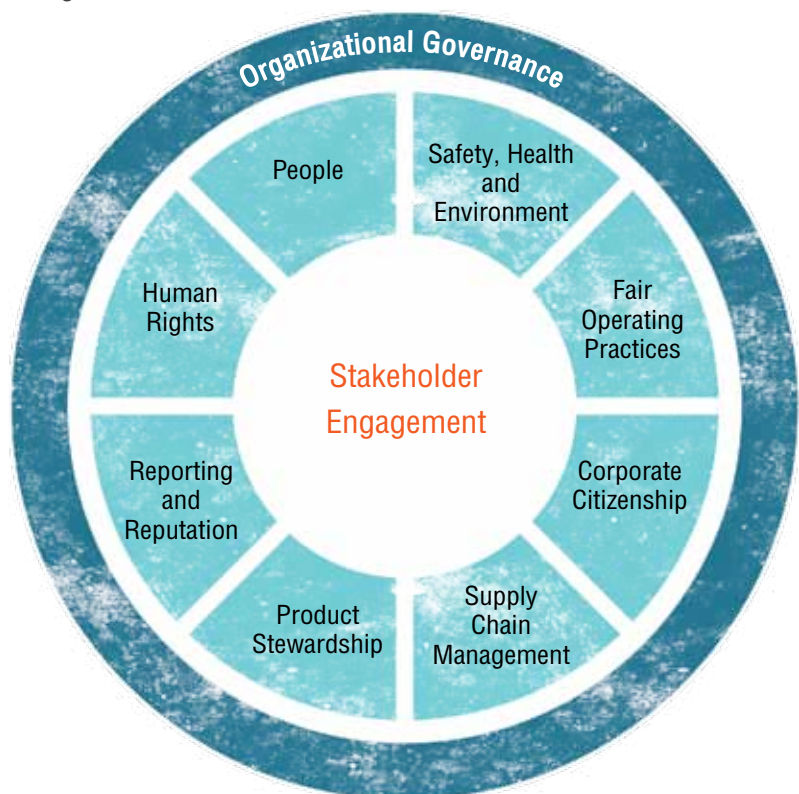 Organizational Governance
People
Safety, Health
and
Environment
Human
Rights
Fair
Operating
Practices
Stakeholder
Engagement
Reporting
and
Reputation
Corporate
Citizenship
Product
Stewardship
Supply
Chain
Management